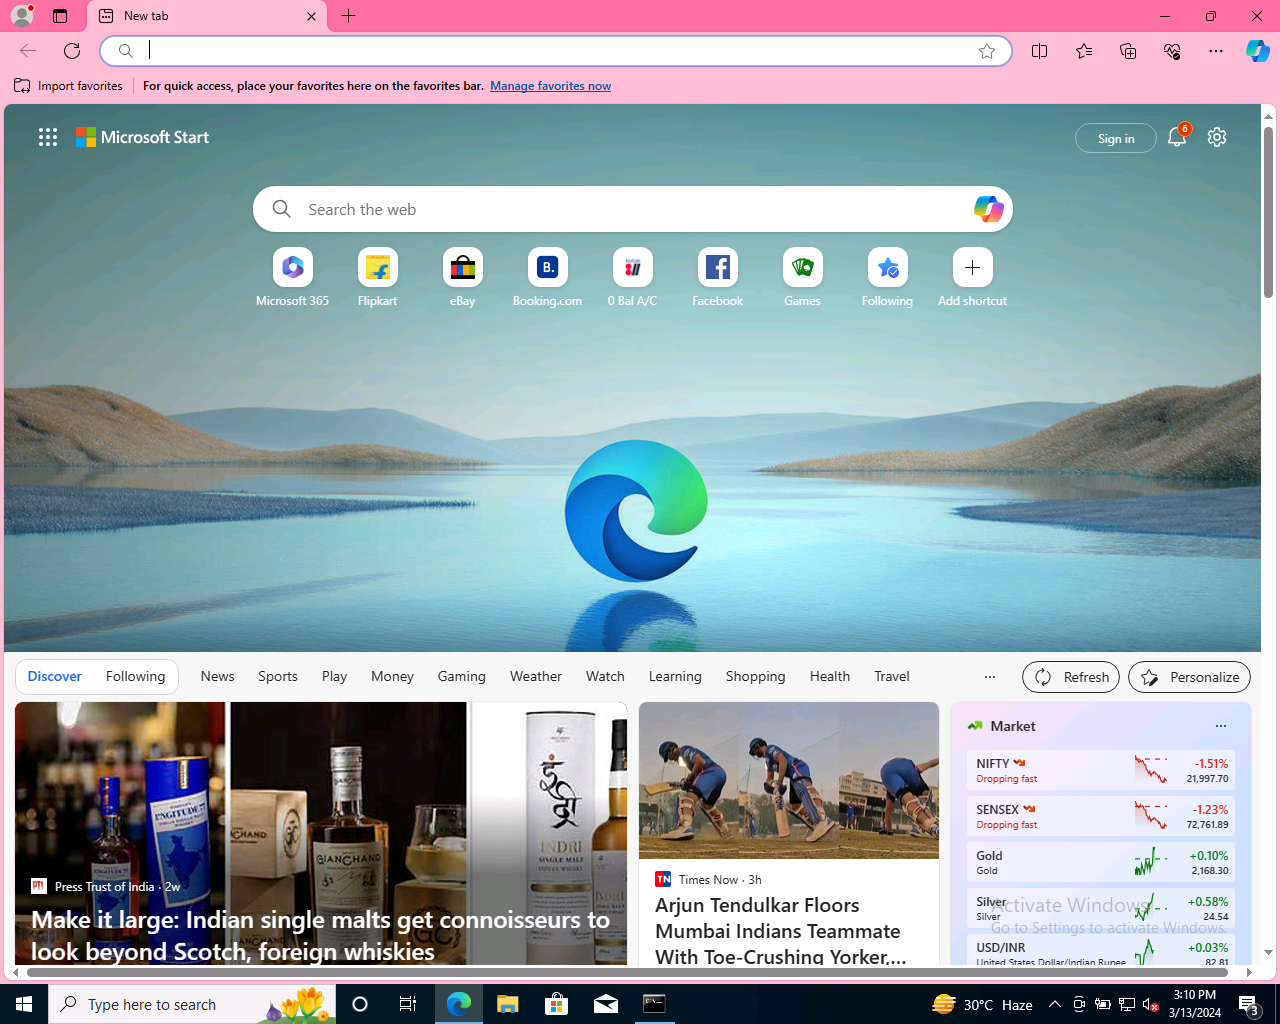 New tab
Import favorites
For quick access, place your favorites here on the favorites bar. Manage favorites now
Microsoft Start
Sign in
6
Search the web
Microsoft 365
Flipkart
eBay
B.
Booking.com
0 Bal A/C
Facebook
Games
Following
Add shortcut
Discover
Following
News
Sports
Play
Money
Gaming
Weather
Watch
Learning
Shopping
Health
Travel
Refresh
Personalize
GIANCHAND
INDRI
Press Trust of India · 2w
Make it large: Indian single malts get connoisseurs to
look beyond Scotch, foreign whiskies
TN
Times Now · 3h
Arjun Tendulkar Floors
Mumbai Indians Teammate
With Toe-Crushing Yorker,...
Market
NIFTY
-1.51%
Dropping fast
21,997.70
SENSEX
-1.23%
Dropping fast
72,761.89
Gold
+0.10%
Gold
2,168.30
Silver
+0.58%
Silver
24.54
USD/INR
+0.03%
United States Dollar/Indian Rupee
82.81
Activate Windows
Go to Settings to activate Windows.
Type here to search
30°C Haze
3:10 PM
3/13/2024
3